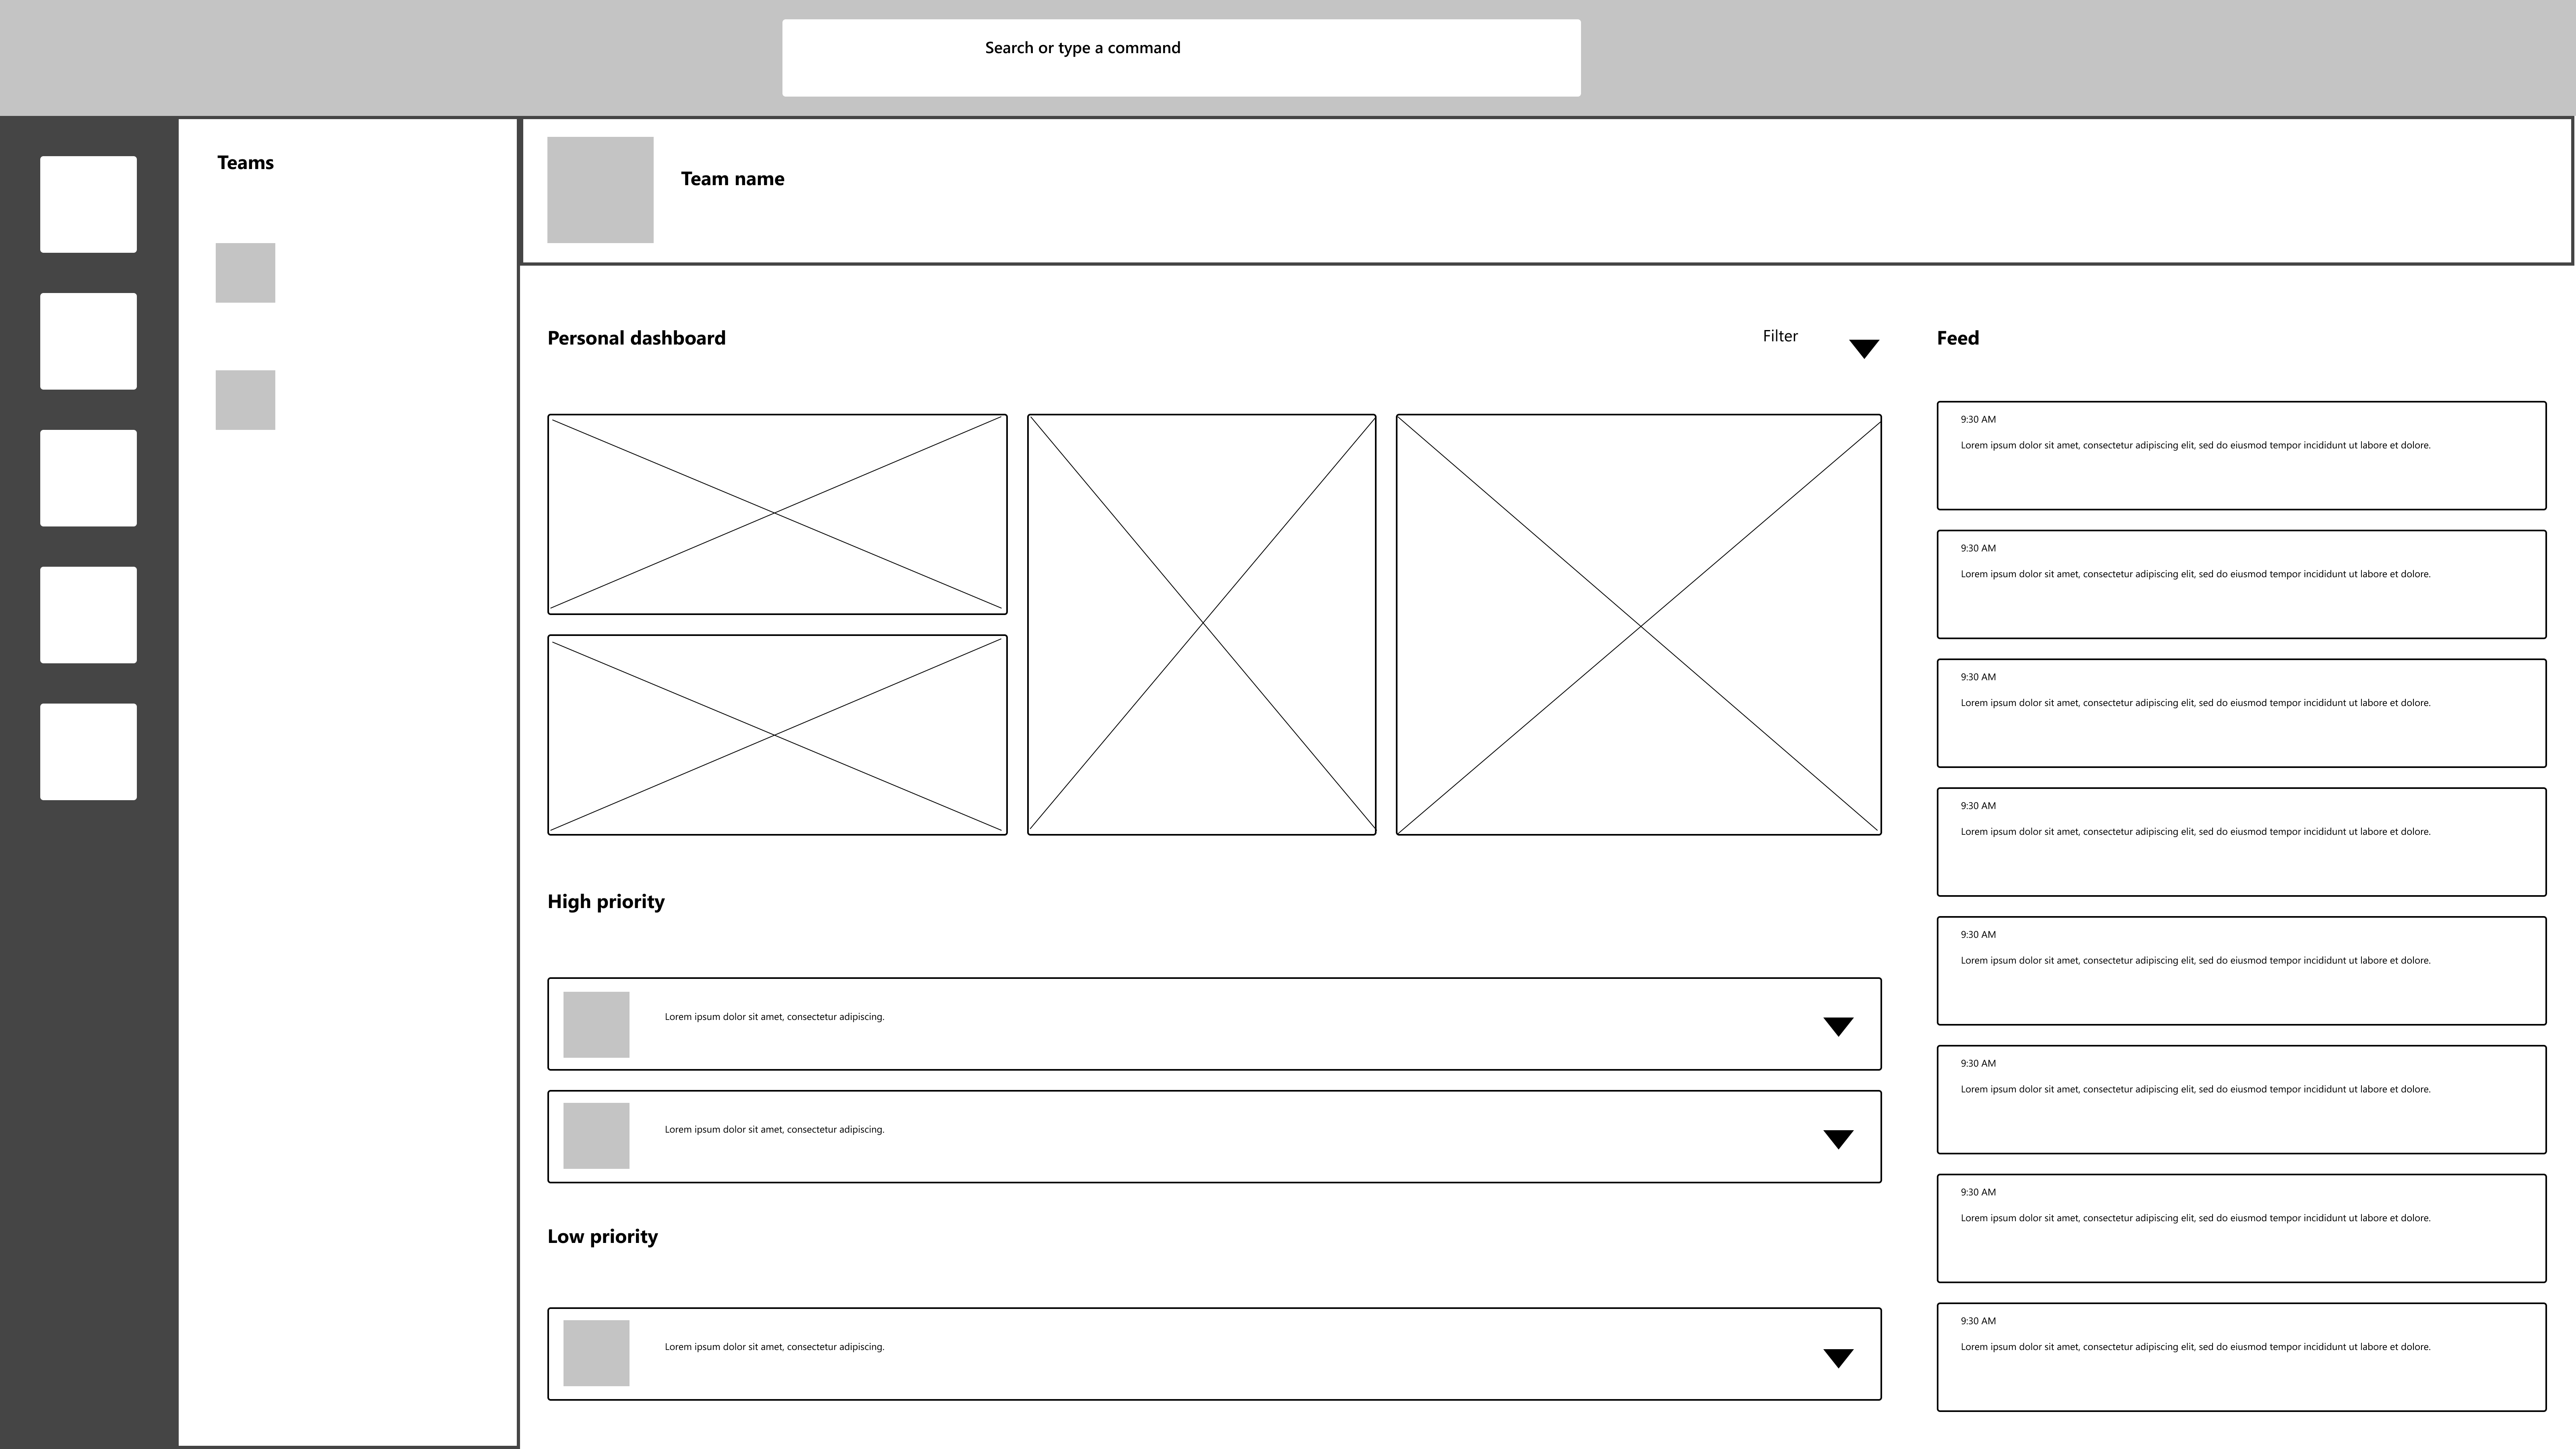 Search or type a command
Teams
Team name
Personal dashboard
Filter
High priority
Lorem ipsum dolor sit amet, consectetur adipiscing.
Lorem ipsum dolor sit amet, consectetur adipiscing.
Low priority
Lorem ipsum dolor sit amet, consectetur adipiscing.
Feed
9:30 AM
Lorem ipsum dolor sit amet, consectetur adipiscing elit, sed do eiusmod tempor incididunt ut labore et dolore.
9:30 AM
Lorem ipsum dolor sit amet, consectetur adipiscing elit, sed do eiusmod tempor incididunt ut labore et dolore.
9:30 AM
Lorem ipsum dolor sit amet, consectetur adipiscing elit, sed do eiusmod tempor incididunt ut labore et dolore.
9:30 AM
Lorem ipsum dolor sit amet, consectetur adipiscing elit, sed do eiusmod tempor incididunt ut labore et dolore.
9:30 AM
Lorem ipsum dolor sit amet, consectetur adipiscing elit, sed do eiusmod tempor incididunt ut labore et dolore.
9:30 AM
Lorem ipsum dolor sit amet, consectetur adipiscing elit, sed do eiusmod tempor incididunt ut labore et dolore.
9:30 AM
Lorem ipsum dolor sit amet, consectetur adipiscing elit, sed do eiusmod tempor incididunt ut labore et dolore.
9:30 AM
Lorem ipsum dolor sit amet, consectetur adipiscing elit, sed do eiusmod tempor incididunt ut labore et dolore.